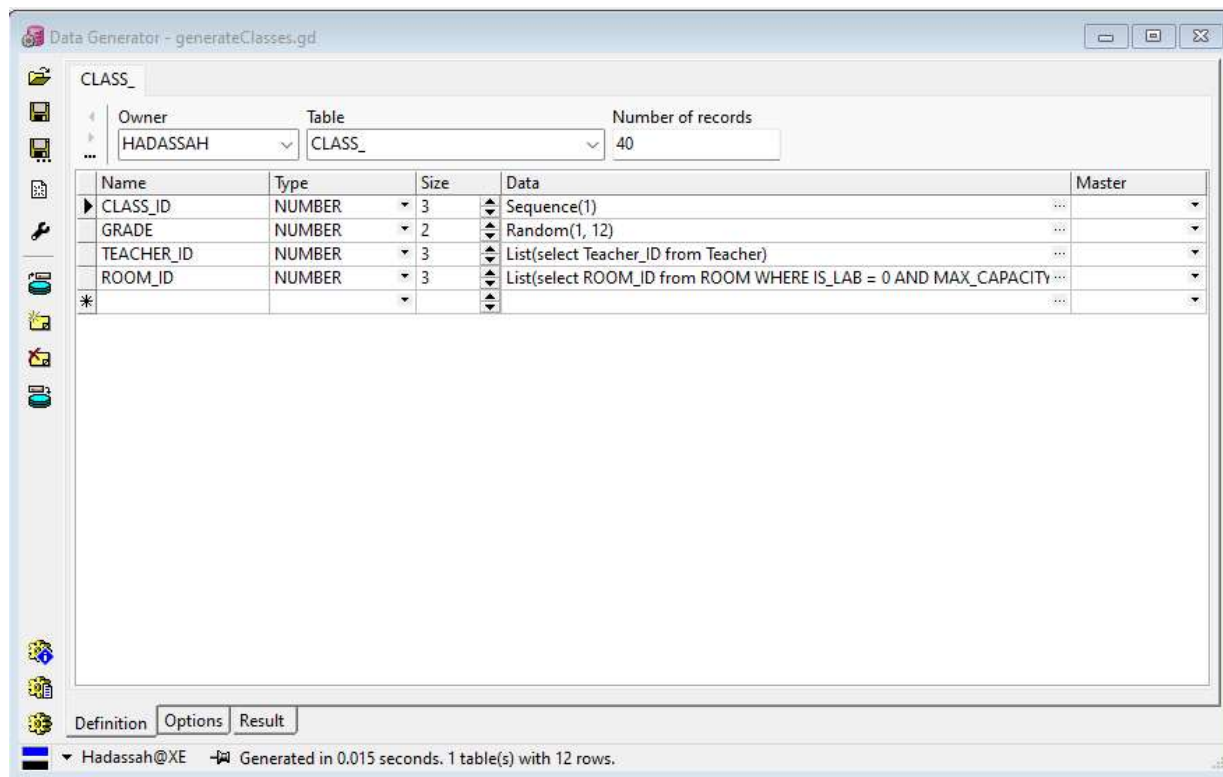 Data Generator - generateClasses.gd
CLASS_
Owner Table Number of records
HADASSAH CLASS_ 40
Name Type Size Data Master
CLASS_ID NUMBER 3 Sequence(1) ...
GRADE NUMBER 2 Random(1, 12) ...
TEACHER_ID NUMBER 3 List(select Teacher_ID from Teacher) ...
ROOM_ID NUMBER 3 List(select ROOM_ID from ROOM WHERE IS_LAB = 0 AND MAX_CAPACITY ...
* ...
Definition Options Result
Hadassah@XE Generated in 0.015 seconds. 1 table(s) with 12 rows.